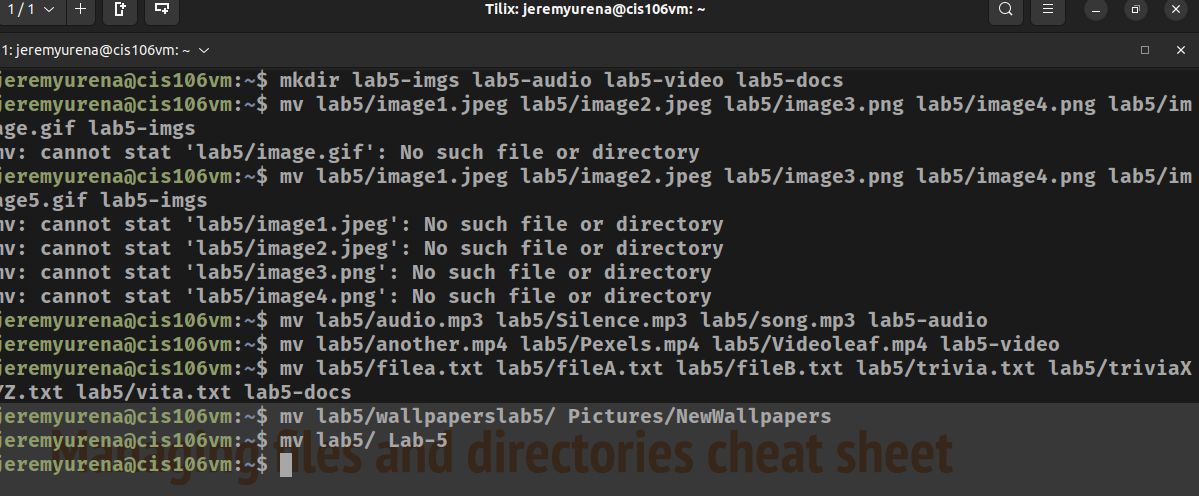 1 / 1
Tilix: jeremyurena@cis106vm: ~
1: jeremyurena@cis106vm: ~
jeremyurena@cis106vm:~$ mkdir lab5-imgs lab5-audio lab5-video lab5-docs
jeremyurena@cis106vm:~$ mv lab5/image1.jpeg lab5/image2.jpeg lab5/image3.png lab5/image4.png lab5/im
age.gif lab5-imgs
mv: cannot stat 'lab5/image.gif': No such file or directory
jeremyurena@cis106vm:~$ mv lab5/image1.jpeg lab5/image2.jpeg lab5/image3.png lab5/image4.png lab5/im
age5.gif lab5-imgs
mv: cannot stat 'lab5/image1.jpeg': No such file or directory
mv: cannot stat 'lab5/image2.jpeg': No such file or directory
mv: cannot stat 'lab5/image3.png': No such file or directory
mv: cannot stat 'lab5/image4.png': No such file or directory
jeremyurena@cis106vm:~$ mv lab5/audio.mp3 lab5/Silence.mp3 lab5/song.mp3 lab5-audio
jeremyurena@cis106vm:~$ mv lab5/another.mp4 lab5/Pexels.mp4 lab5/Videoleaf.mp4 lab5-video
jeremyurena@cis106vm:~$ mv lab5/filea.txt lab5/fileA.txt lab5/fileB.txt lab5/trivia.txt lab5/triviaX
YZ.txt lab5/vita.txt lab5-docs
jeremyurena@cis106vm:~$ mv lab5/wallpaperslab5/ Pictures/NewWallpapers
jeremyurena@cis106vm:~$ mv lab5/ Lab-5
jeremyurena@cis106vm:~$
Managing files and directories cheat sheet